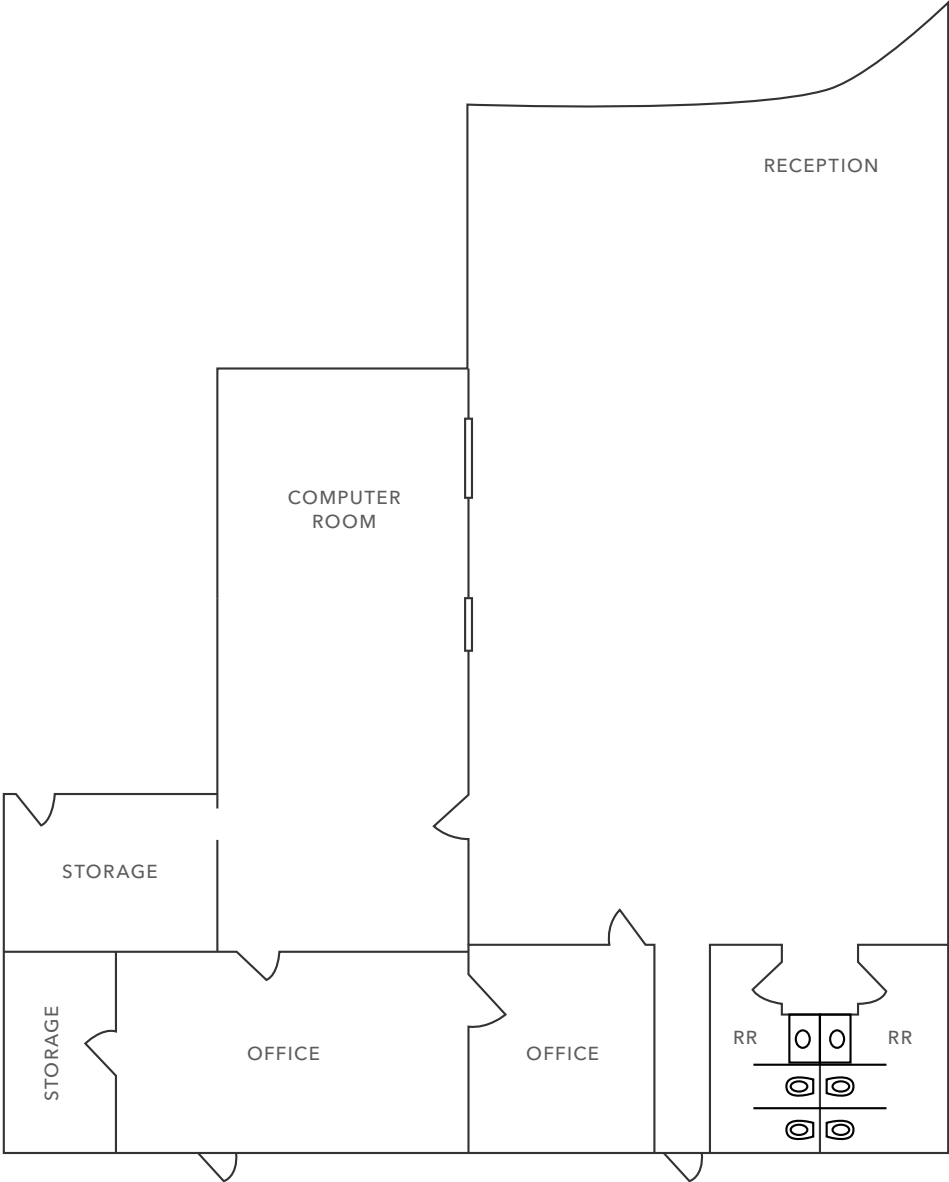 RECEPTION
COMPUTER
ROOM
STORAGE
STORAGE
OFFICE
OFFICE
RR
RR